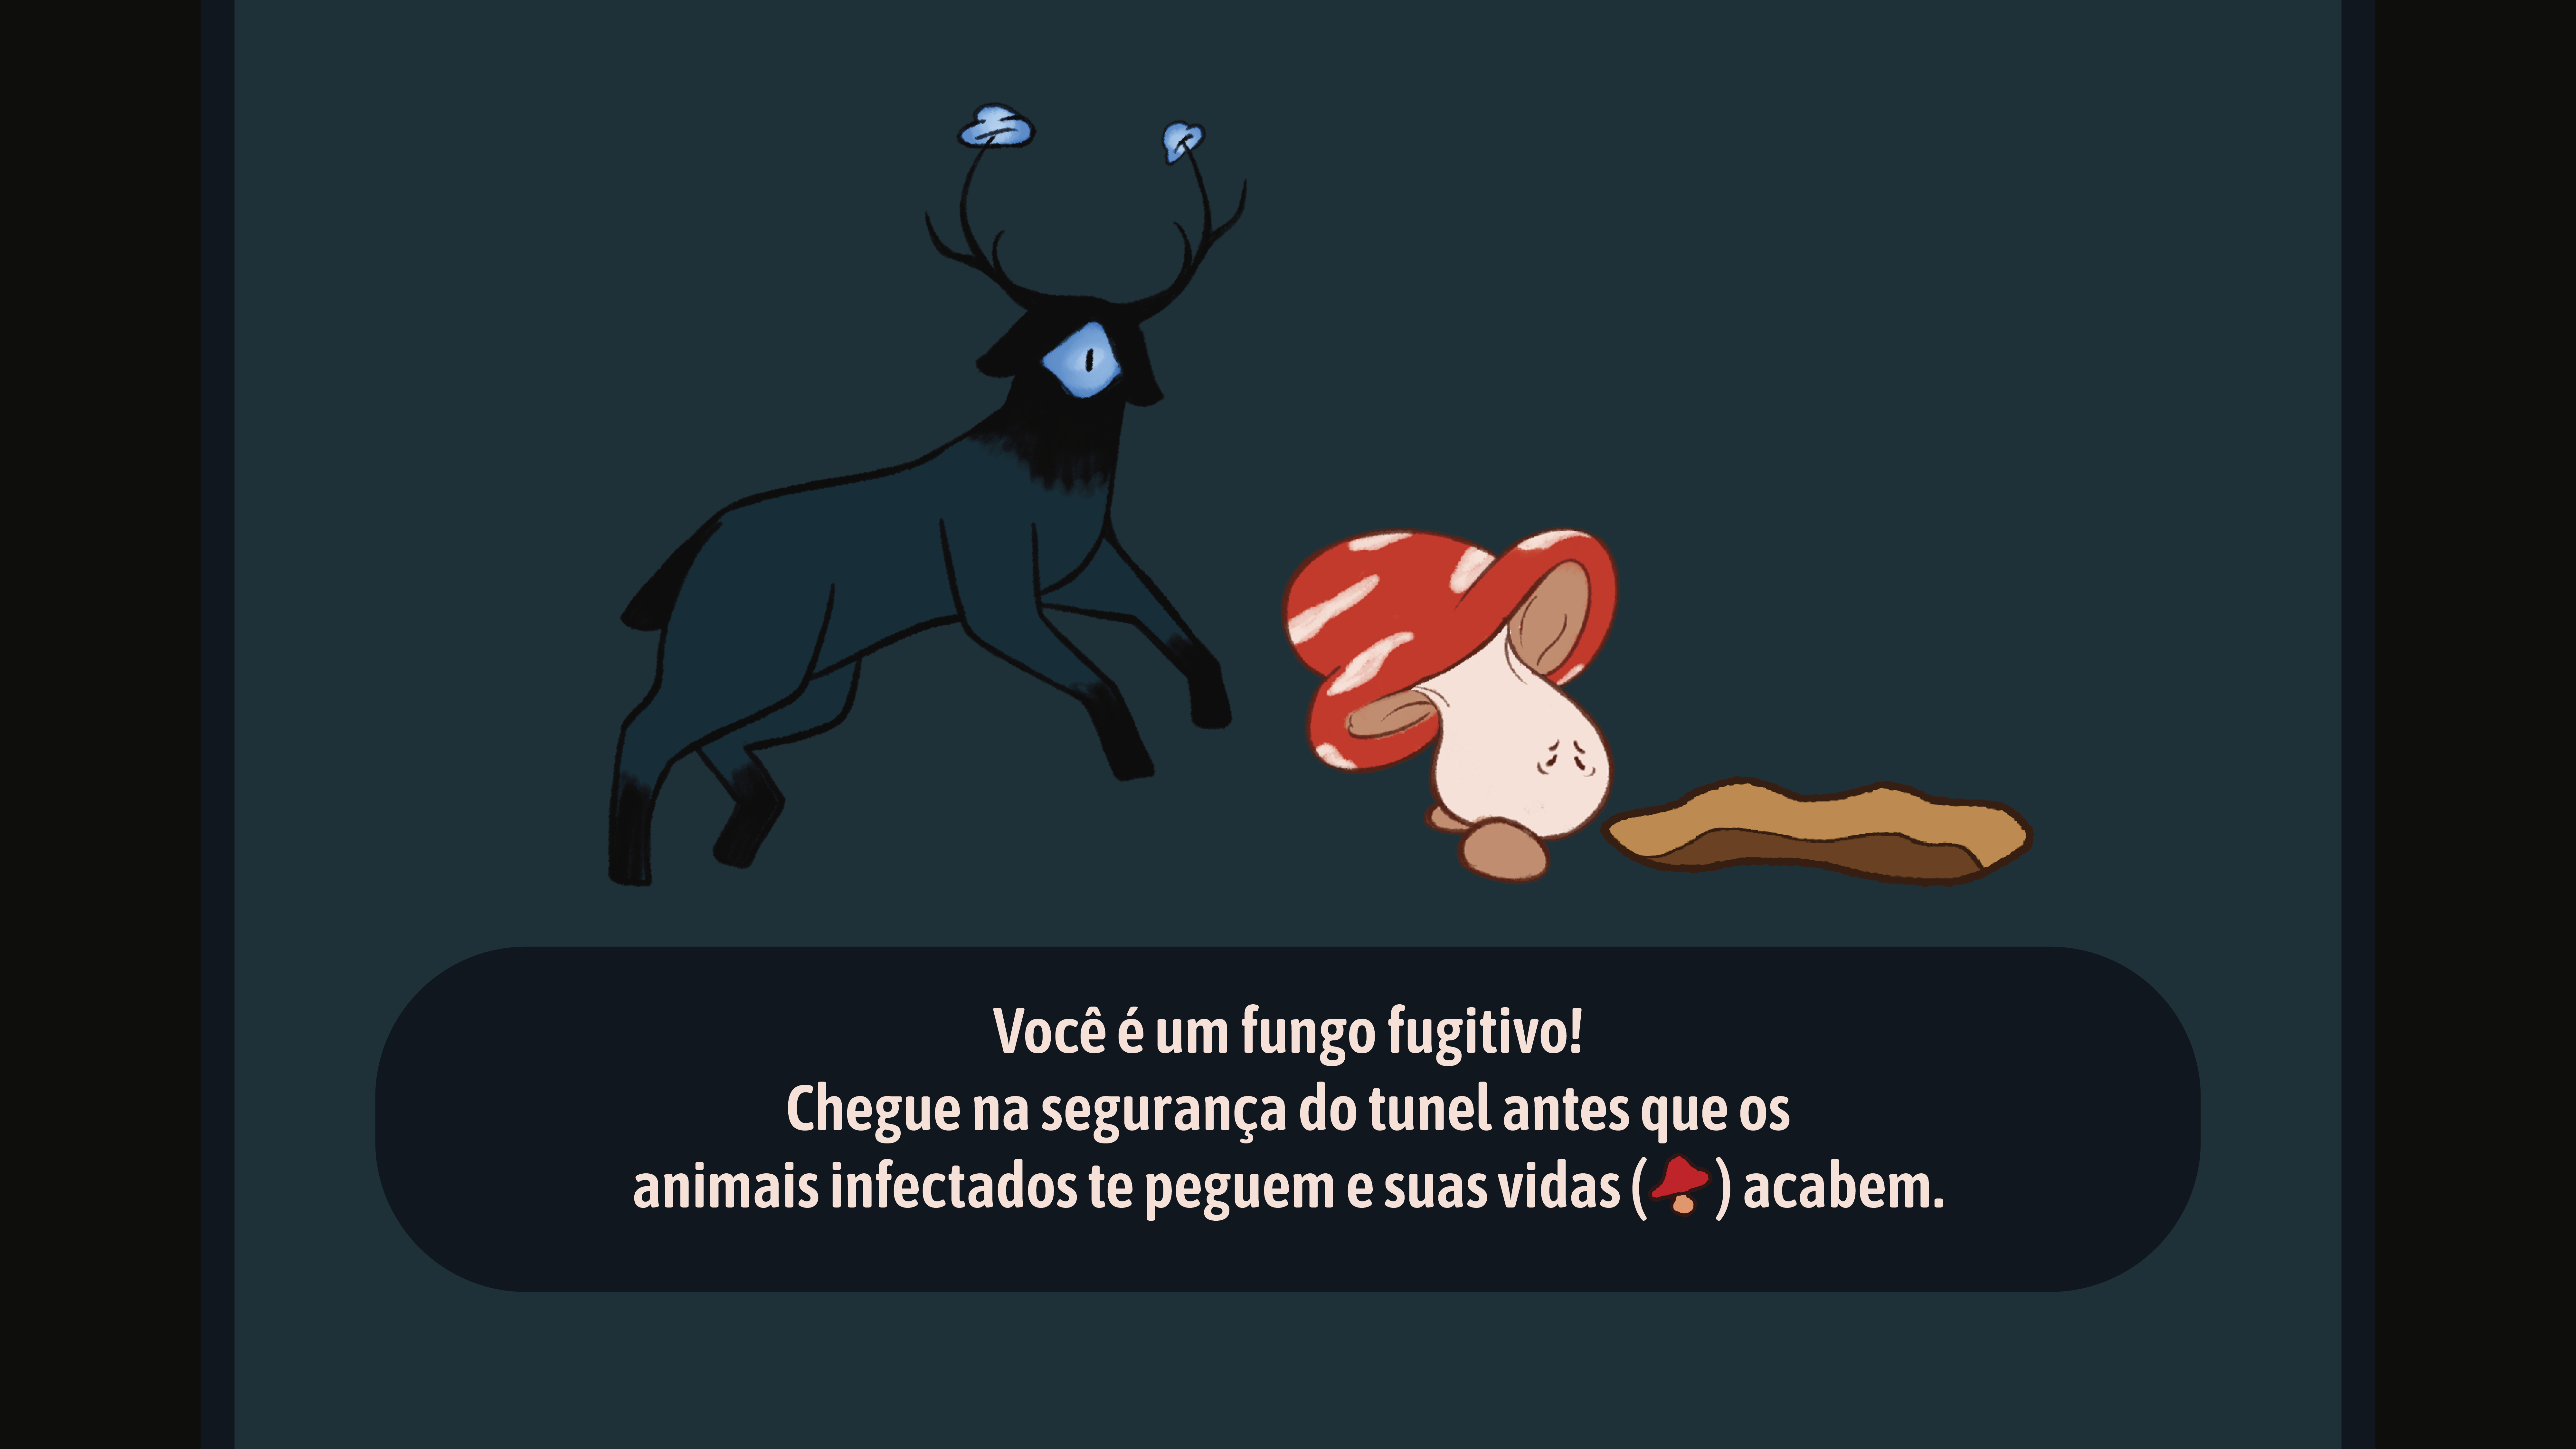 Você é um fungo fugitivo!
Chegue na segurança do tunel antes que os
animais infectados te peguem e suas vidas () acabem.